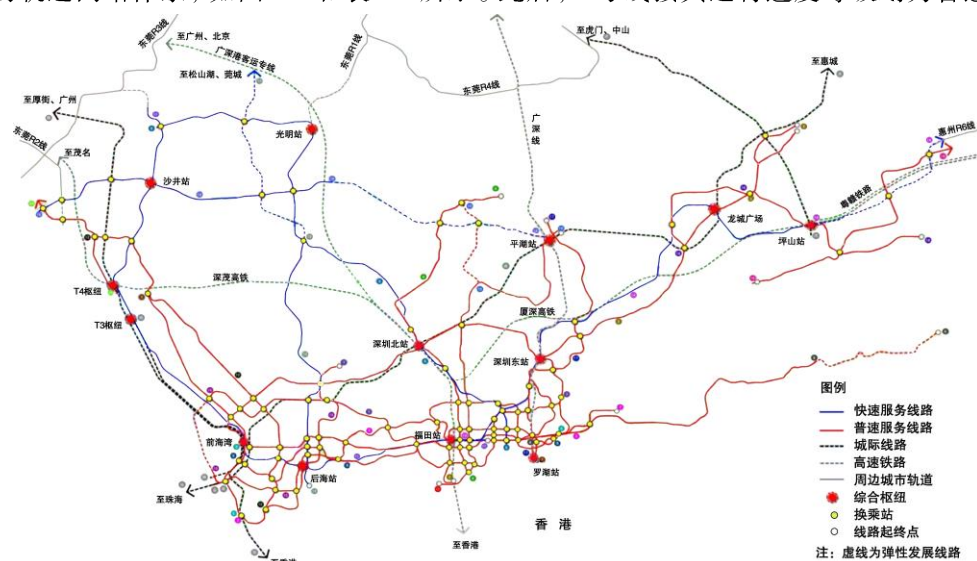 东莞R3线
至广州、北京
广深港客运专线
东莞R1线
至虎门、中山
至松山湖、莞城
至惠城
至厚街、广州
东莞R4线
东莞R2线
光明站
广深线
惠州R6线
至茂名
沙井站
粤赣铁路
龙城广场
坪山站
平湖站
深茂高铁
T4枢纽
厦深高铁
T3枢纽
深圳北站
深圳东站
图例
快速服务线路
普速服务线路
城际线路
高速铁路
周边城市轨道
综合枢纽
换乘站
线路起终点
注：虚线为弹性发展线路
前海湾
福田站
后海站
罗湖站
至珠海
香 港
至香港
至香港